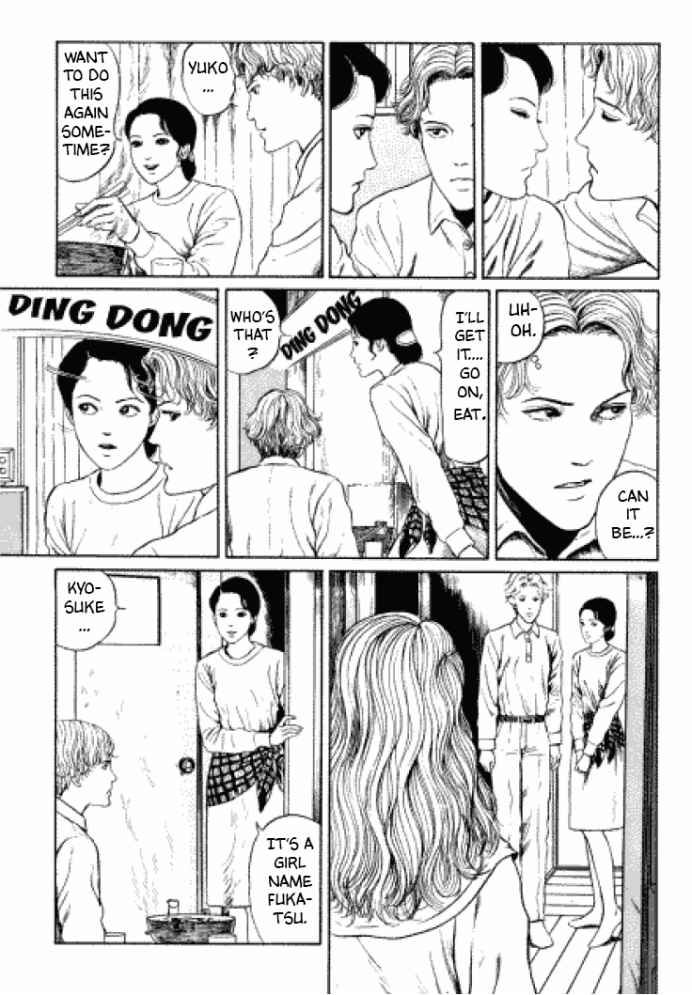 WANT
TO DO
THIS
AGAIN
SOME-
TIME?
YUKO
...
DING DONG
WHO'S
THAT
?
DING DONG
I'LL
GET
IT....
GO
ON,
EAT.
UH-
OH.
CAN
IT
BE...?
KYO-
SUKE
...
IT'S A
GIRL
NAME
FUKA-
TSU.